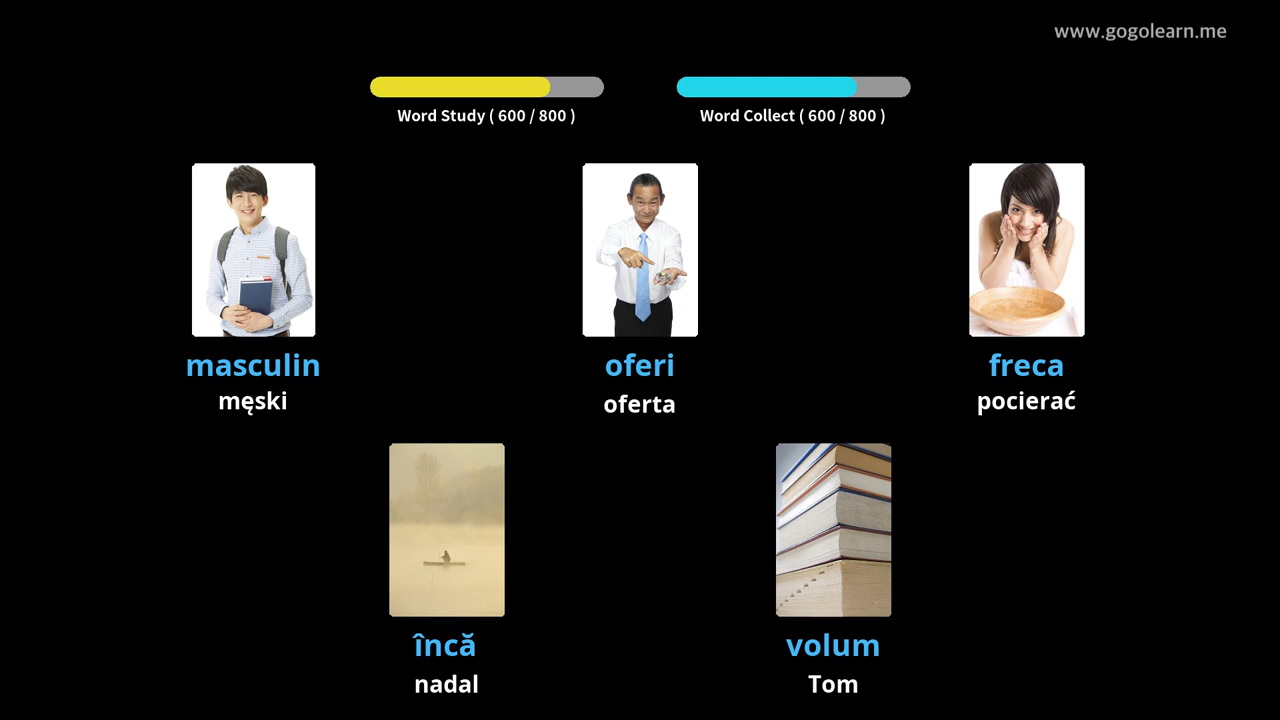 www.gogolearn.me
Word Study ( 600 / 800 )
Word Collect ( 600 / 800 )
masculin
męski
oferi
oferta
freca
pocierać
încă
nadal
volum
Tom